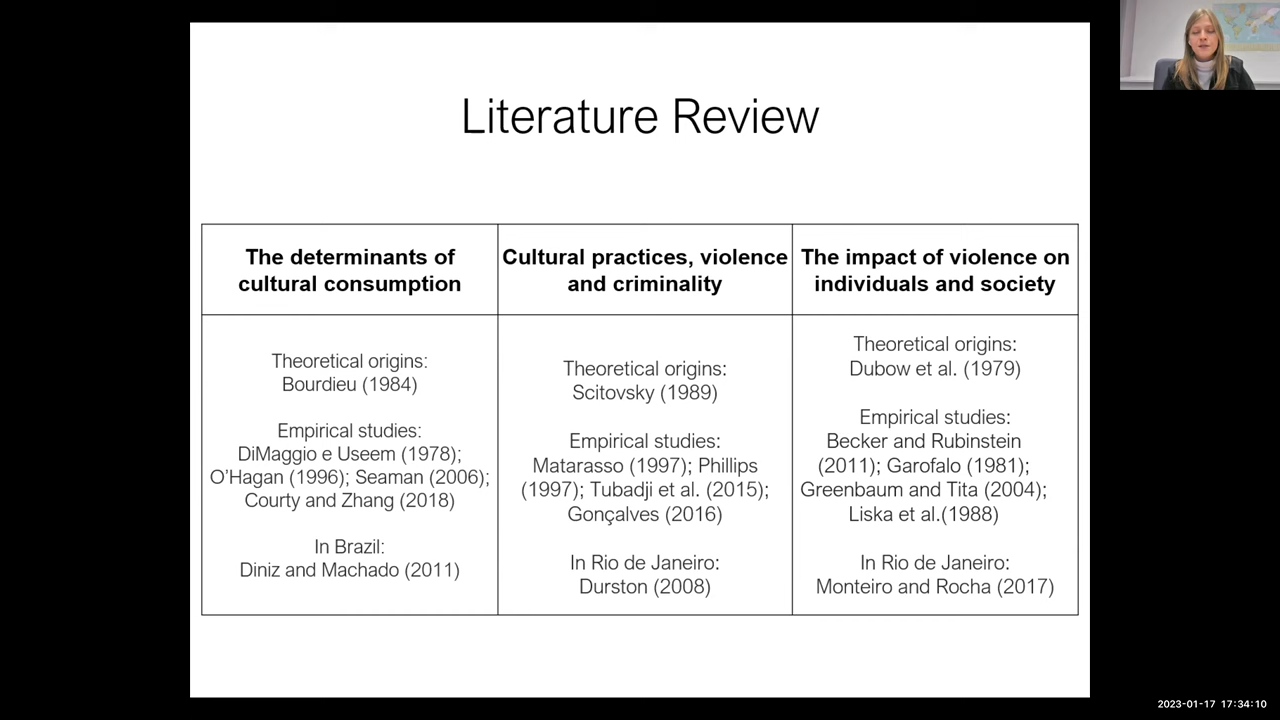 Literature Review
The determinants of
cultural consumption
Theoretical origins:
Bourdieu (1984)
Empirical studies:
DiMaggio e Useem (1978);
O'Hagan (1996); Seaman (2006);
Courty and Zhang (2018)
In Brazil:
Diniz and Machado (2011)
Cultural practices, violence
and criminality
Theoretical origins:
Scitovsky (1989)
Empirical studies:
Matarasso (1997); Phillips
(1997); Tubadji et al. (2015);
Gonçalves (2016)
In Rio de Janeiro:
Durston (2008)
The impact of violence on
individuals and society
Theoretical origins:
Dubow et al. (1979)
Empirical studies:
Becker and Rubinstein
(2011); Garofalo (1981);
Greenbaum and Tita (2004);
Liska et al.(1988)
In Rio de Janeiro:
Monteiro and Rocha (2017)
2023-01-17 17:34:10